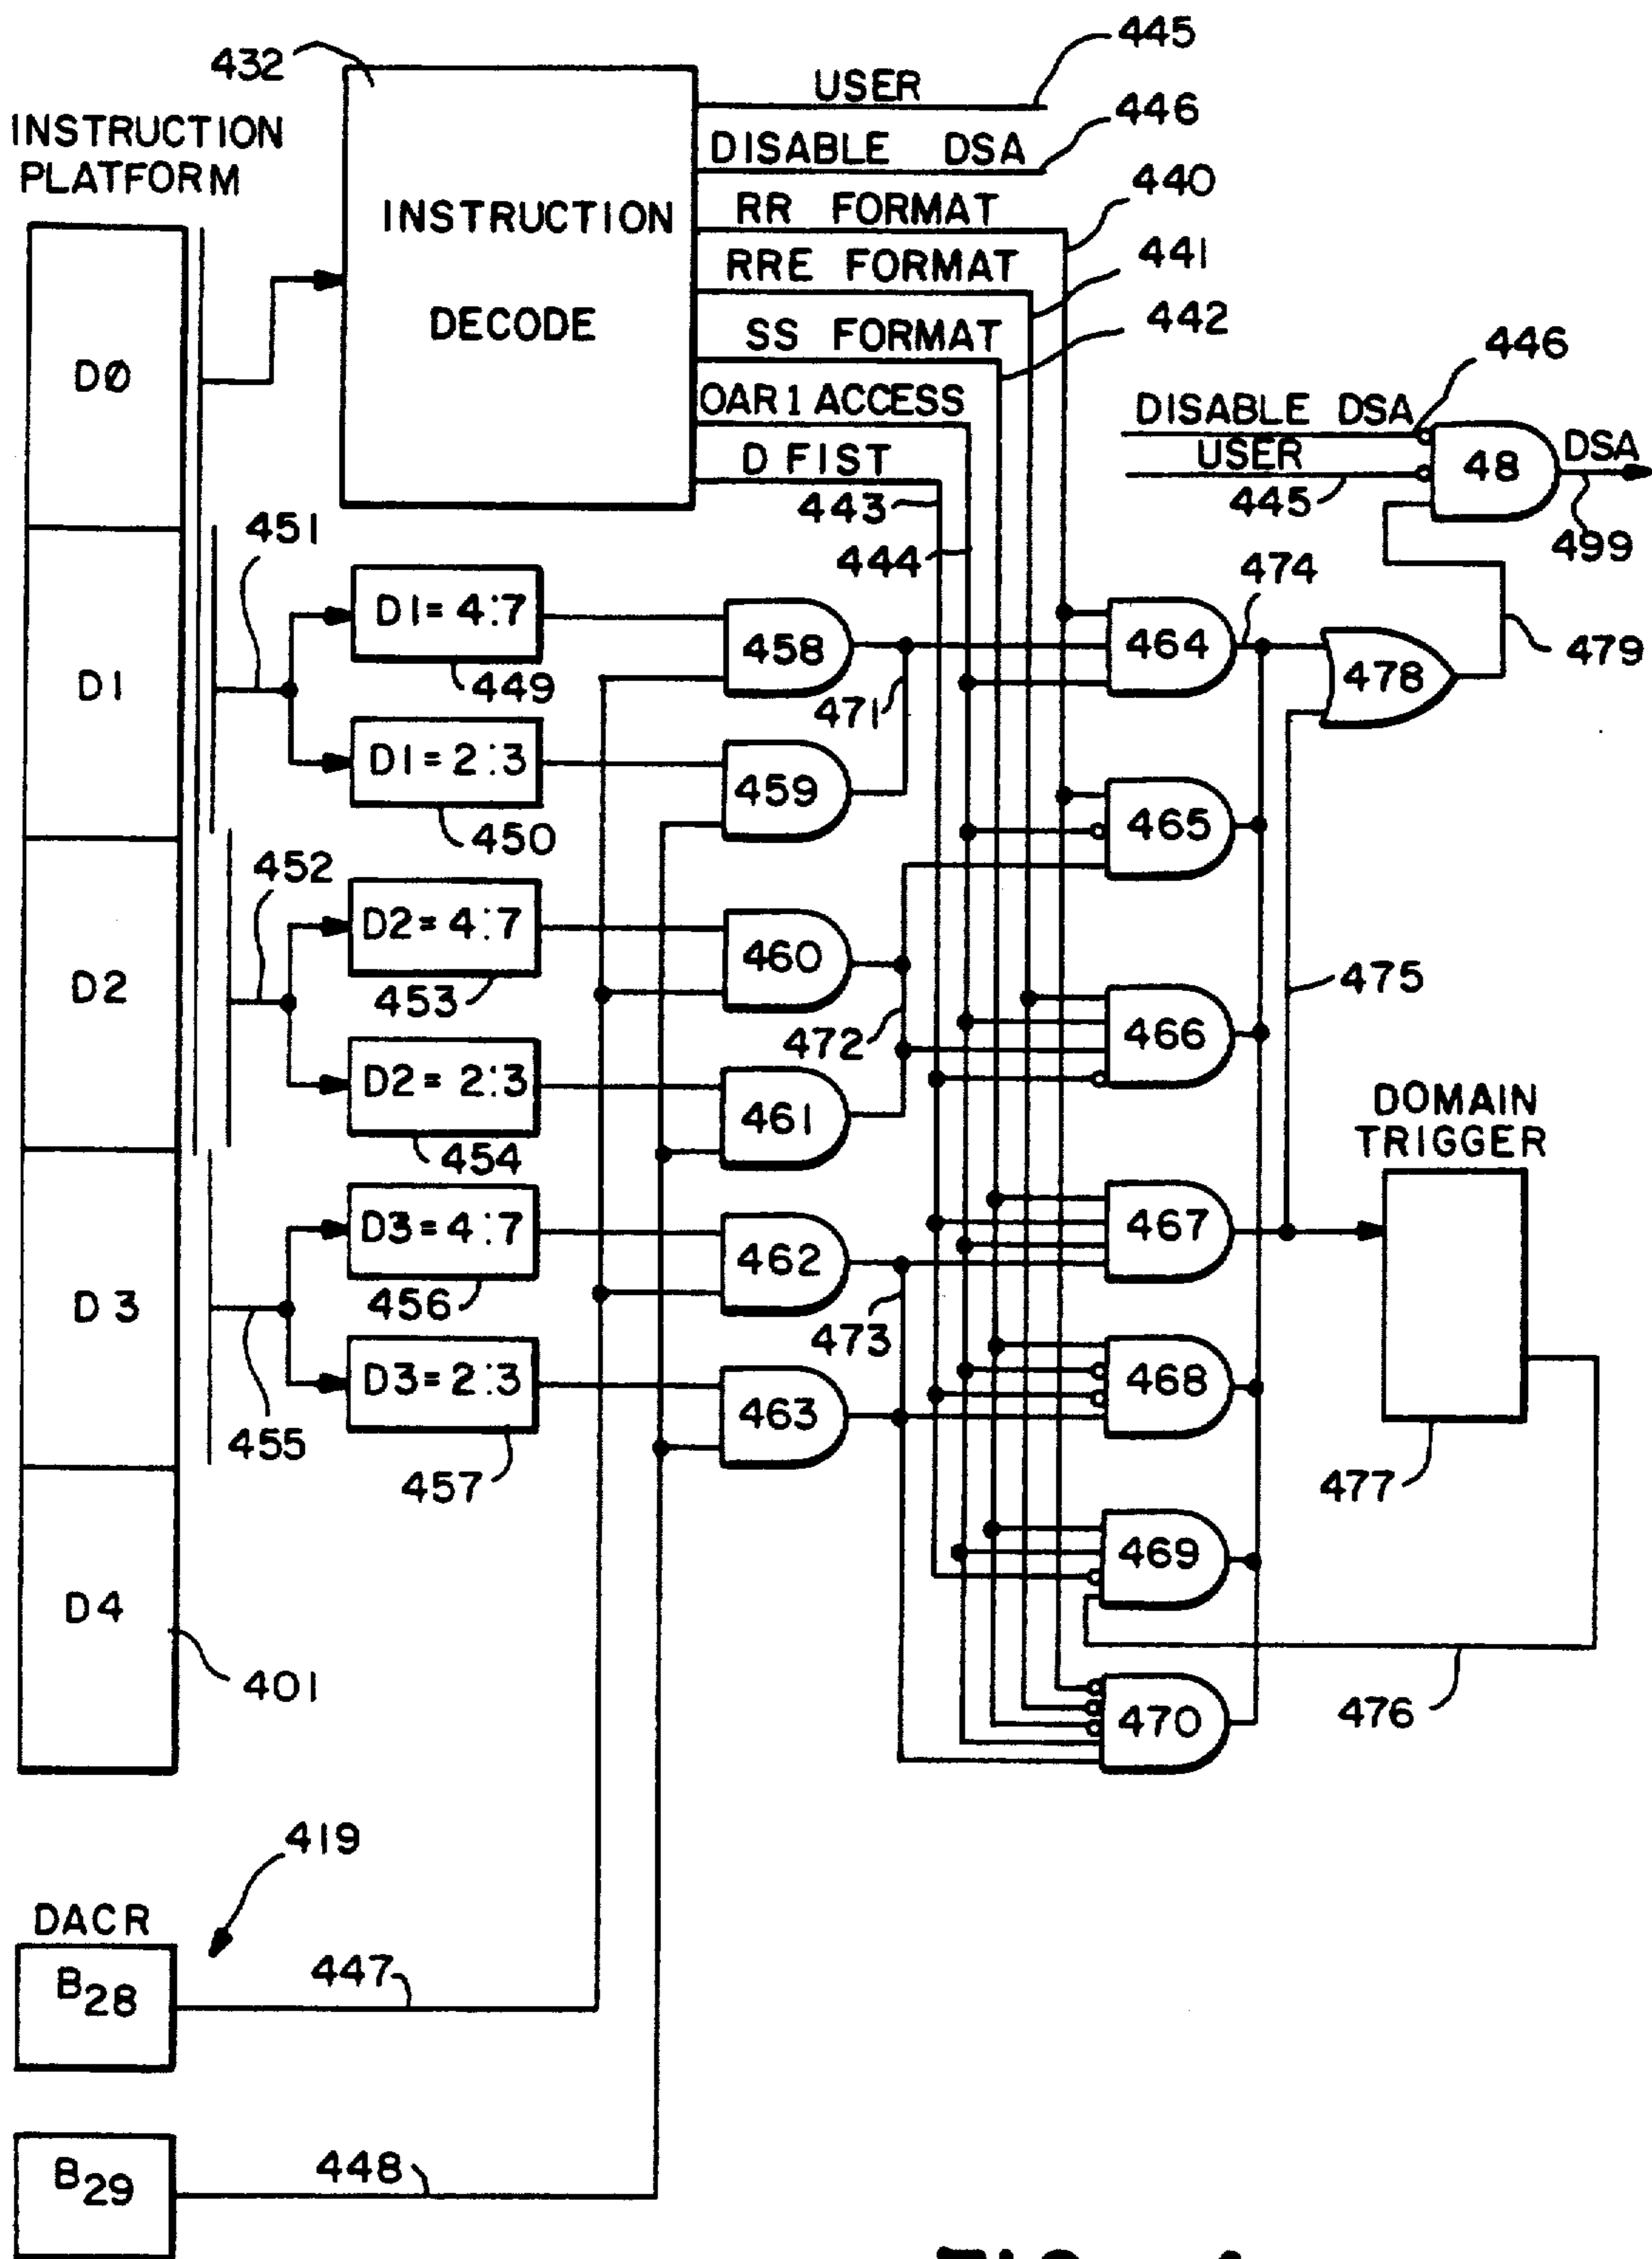 432
445
USER
INSTRUCTION
PLATFORM
446
DISABLE DSA
440
RR FORMAT
INSTRUCTION
DECODE
441
RRE FORMAT
442
SS FORMAT
OAR 1 ACCESS
D FIST
443
444
446
DISABLE DSA
USER
445
48
DSA
499
DØ
D1
D2
D3
D4
401
451
D1 = 4:7
449
D1 = 2:3
450
452
D2 = 4:7
453
D2 = 2:3
454
455
D3 = 4:7
456
D3 = 2:3
457
458
471
459
460
472
461
462
473
463
464
474
478
479
465
466
475
467
468
469
470
DOMAIN
TRIGGER
477
476
419
DACR
B28
447
B29
448